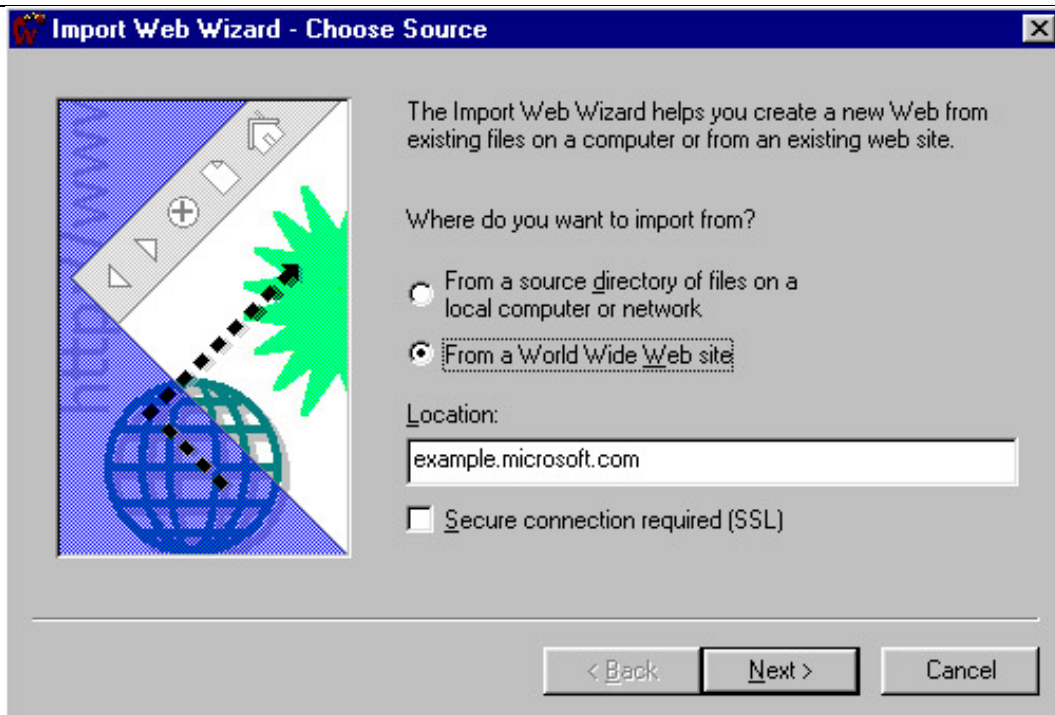 Import Web Wizard - Choose Source
http://www
The Import Web Wizard helps you create a new Web from
existing files on a computer or from an existing web site.
Where do you want to import from?
From a source directory of files on a
local computer or network
From a World Wide Web site
Location:
example.microsoft.com
Secure connection required (SSL)
< Back
Next >
Cancel